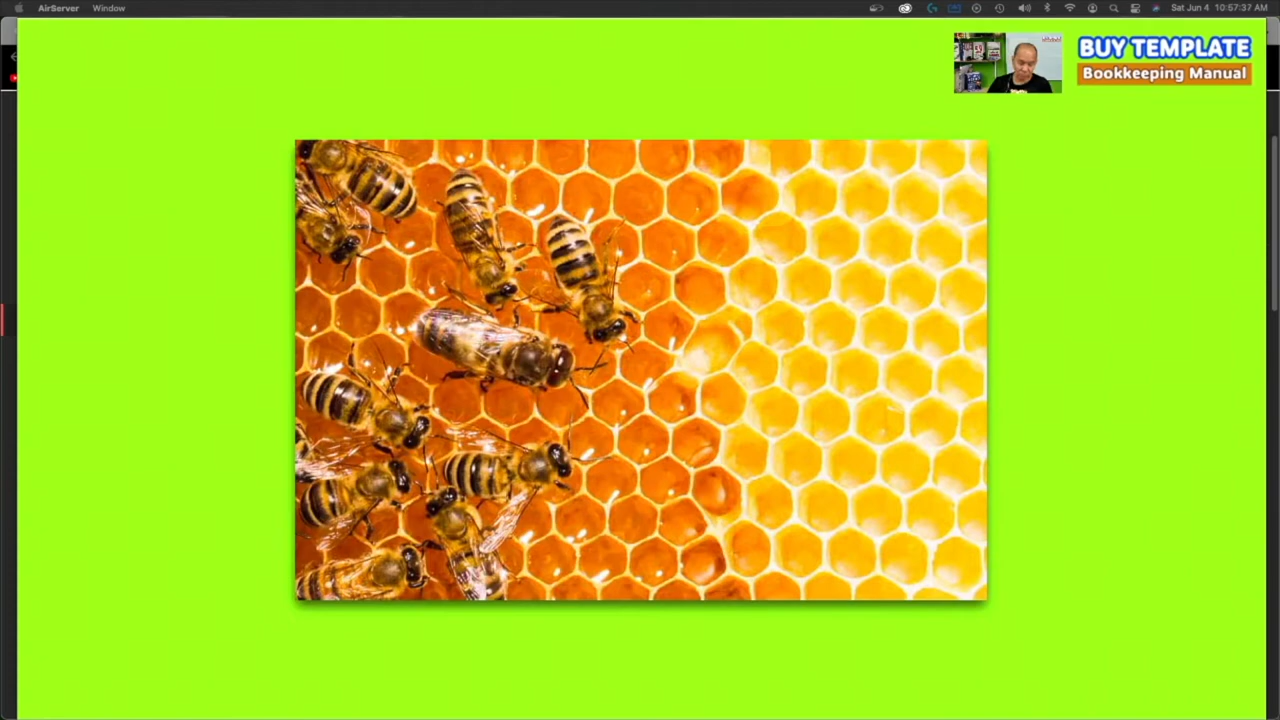 AirServer Window Sat Jun 4 10:57:37 AM
BUY TEMPLATE
Bookkeeping Manual